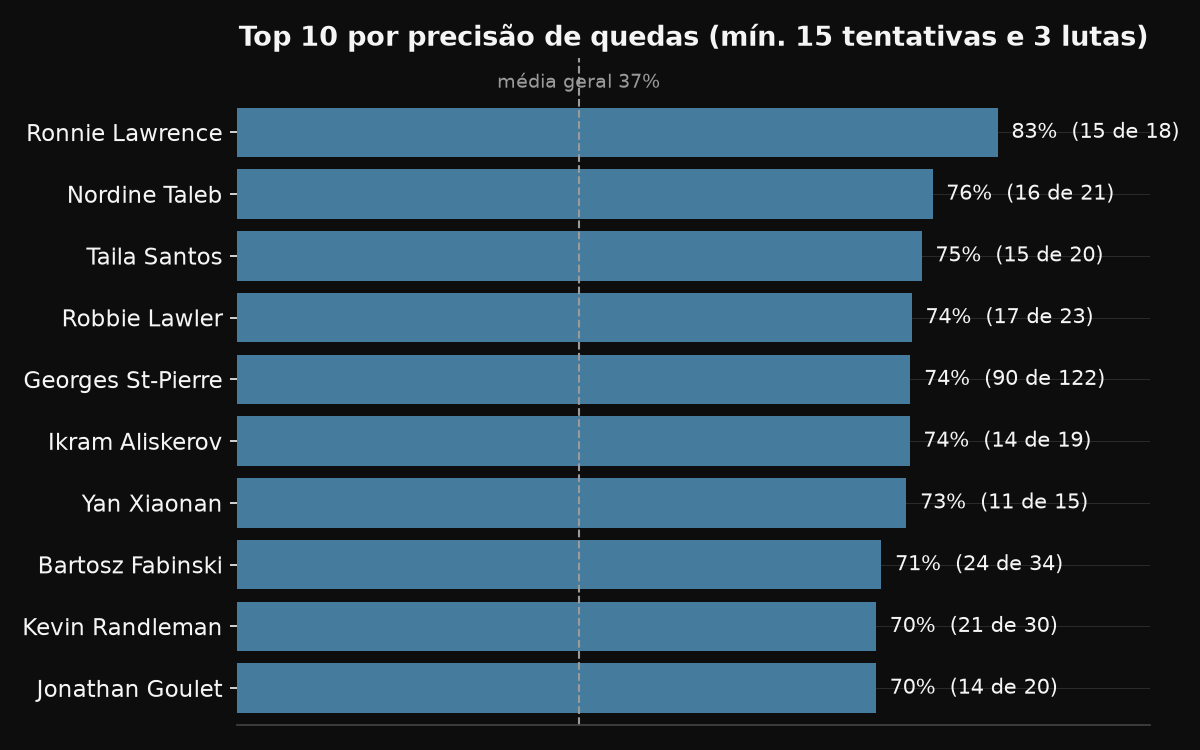 Top 10 por precisão de quedas (mín. 15 tentativas e 3 lutas)
média geral 37%
Ronnie Lawrence 83% (15 de 18)
Nordine Taleb 76% (16 de 21)
Taila Santos 75% (15 de 20)
Robbie Lawler 74% (17 de 23)
Georges St-Pierre 74% (90 de 122)
Ikram Aliskerov 74% (14 de 19)
Yan Xiaonan 73% (11 de 15)
Bartosz Fabinski 71% (24 de 34)
Kevin Randleman 70% (21 de 30)
Jonathan Goulet 70% (14 de 20)